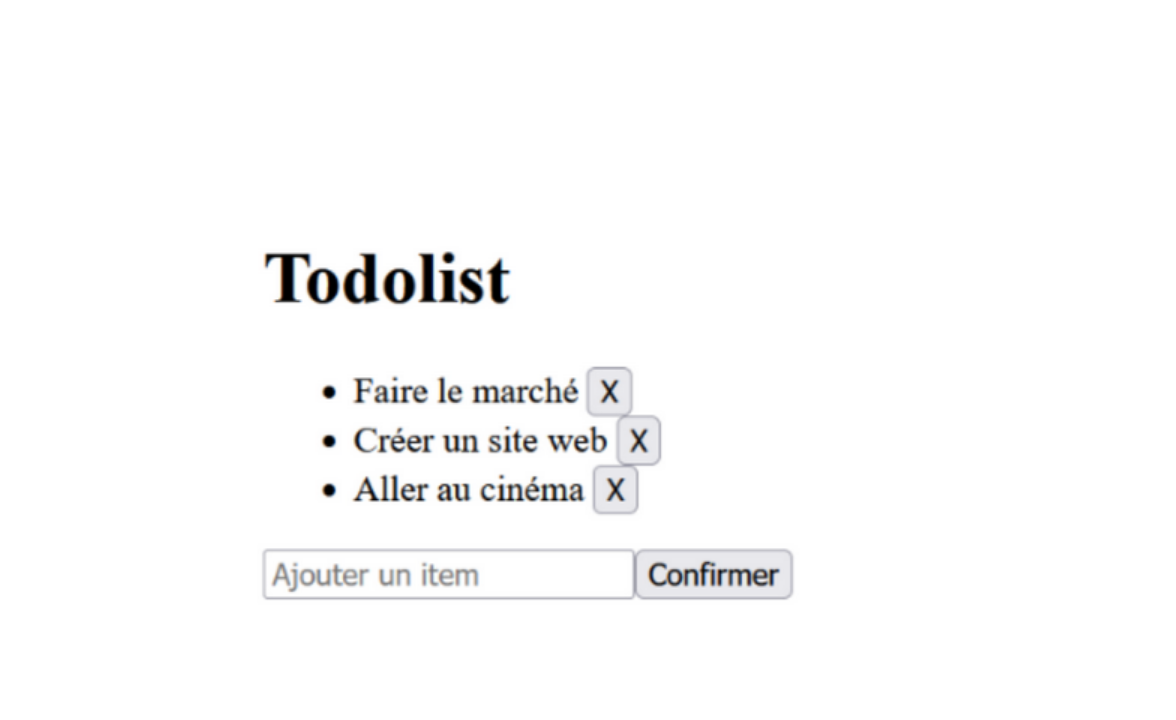 Todolist
Faire le marché X
Créer un site web X
Aller au cinéma X
Ajouter un item Confirmer